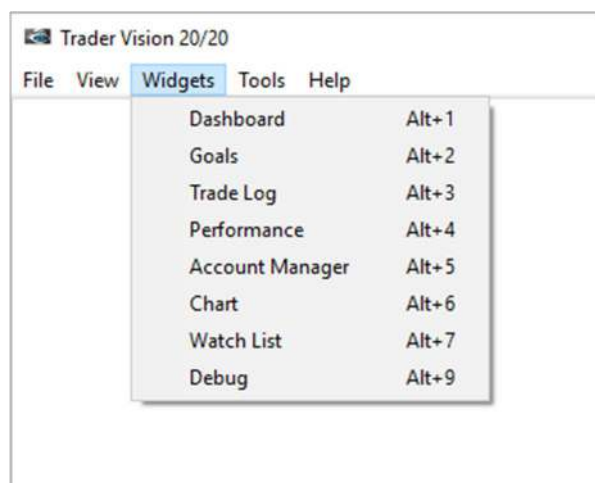 Trader Vision 20/20
File View Widgets Tools Help
Dashboard Alt+1
Goals Alt+2
Trade Log Alt+3
Performance Alt+4
Account Manager Alt+5
Chart Alt+6
Watch List Alt+7
Debug Alt+9